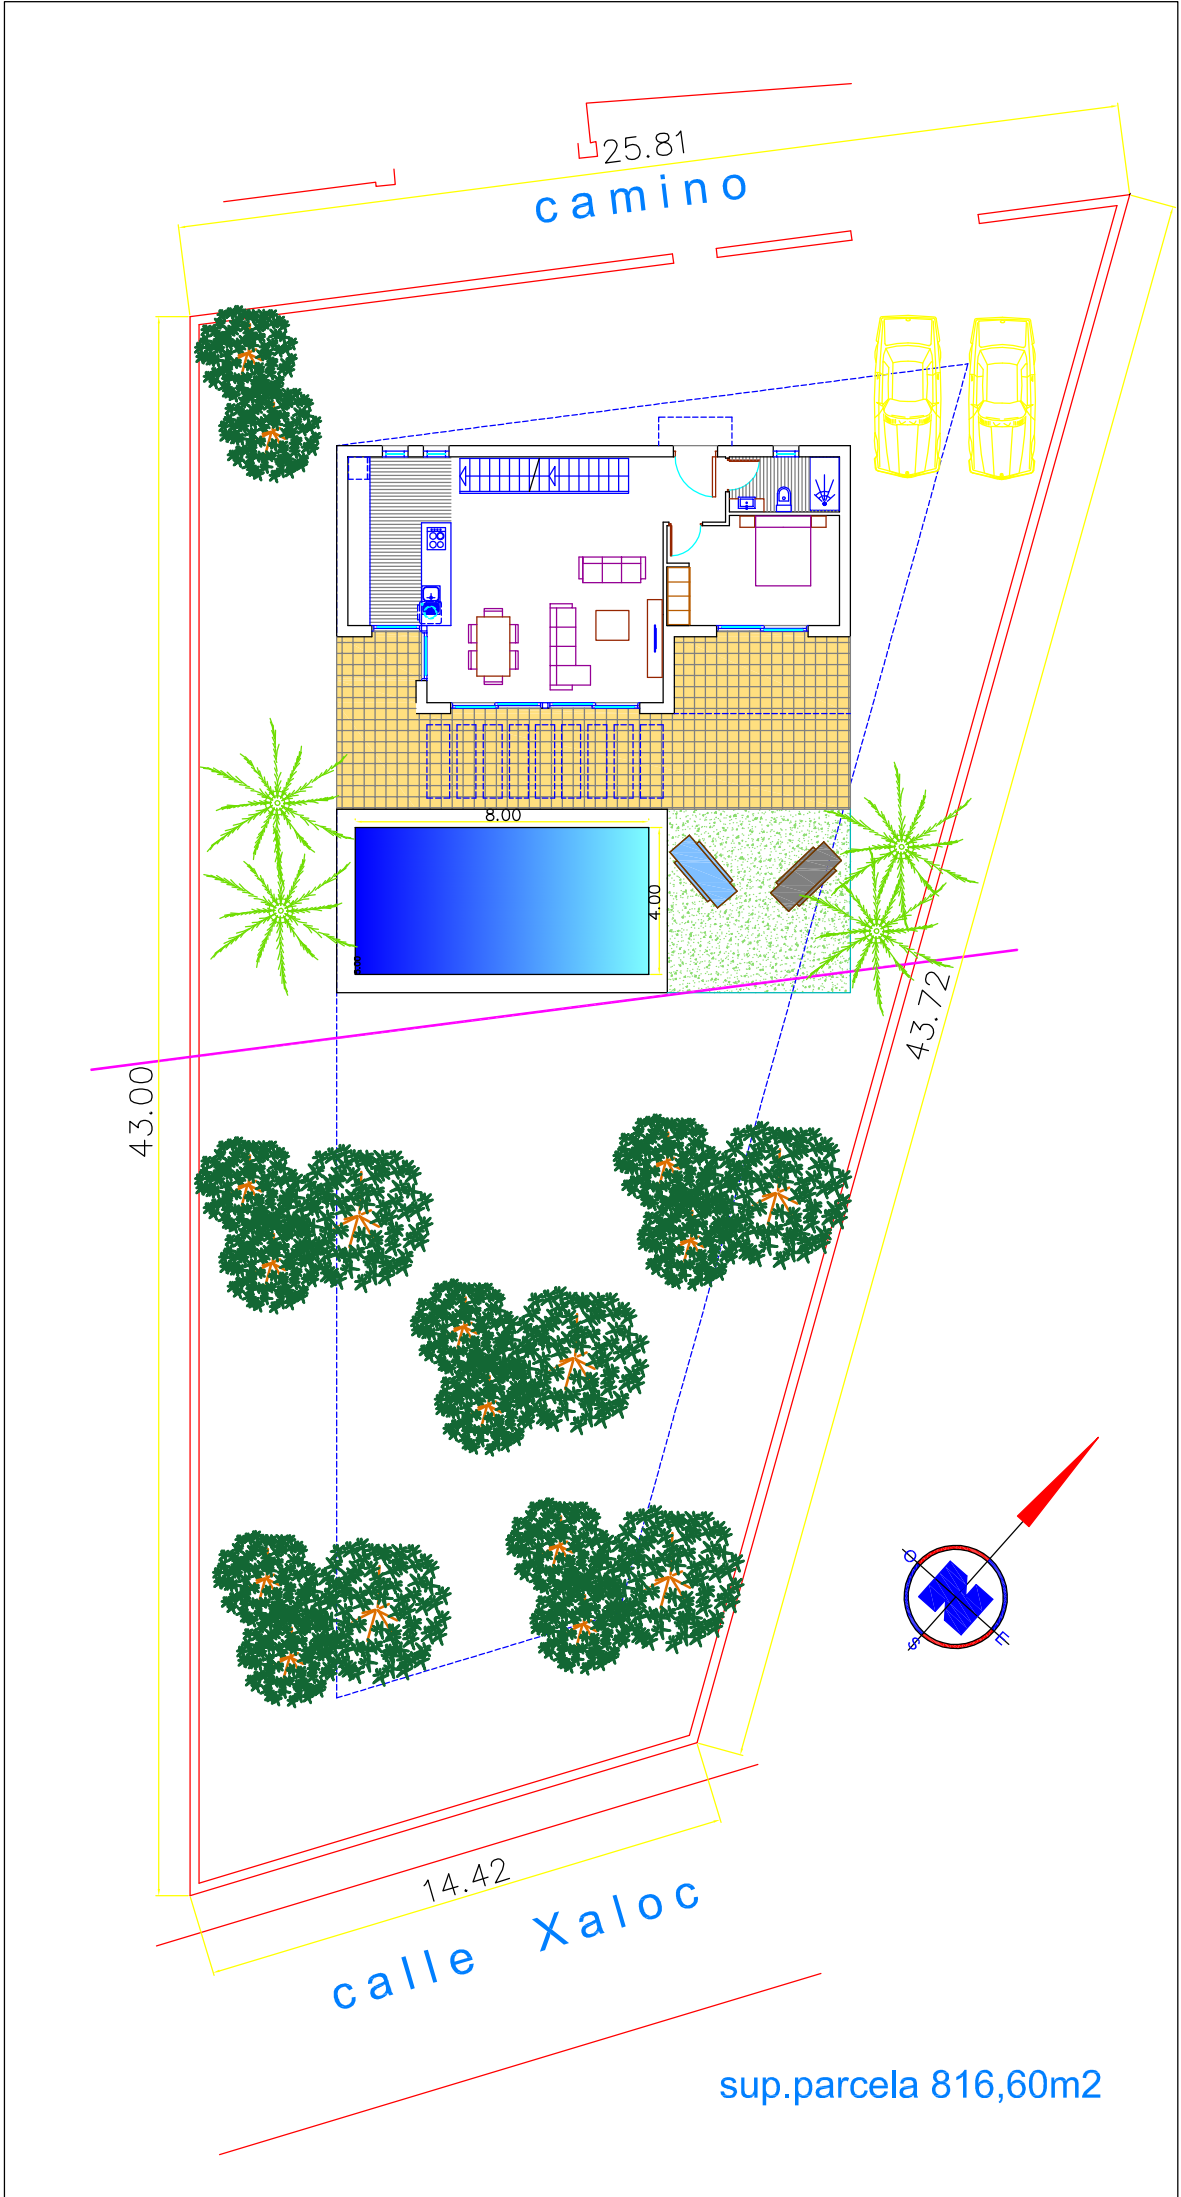 25.81
camino
8.00
4.00
43.72
43.00
O
S
E
14.42
calle Xaloc
sup.parcela 816,60m2